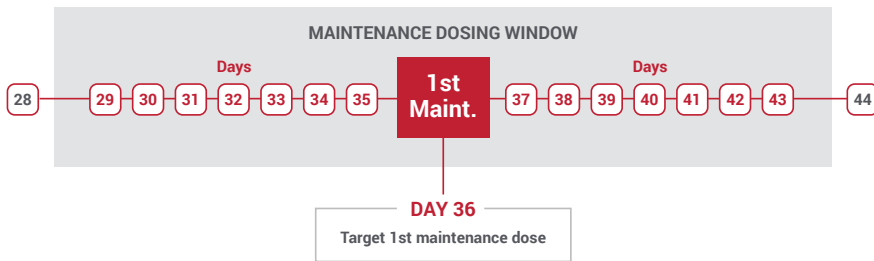 MAINTENANCE DOSING WINDOW
Days Days
28 29 30 31 32 33 34 35 1st Maint. 37 38 39 40 41 42 43 44
DAY 36
Target 1st maintenance dose